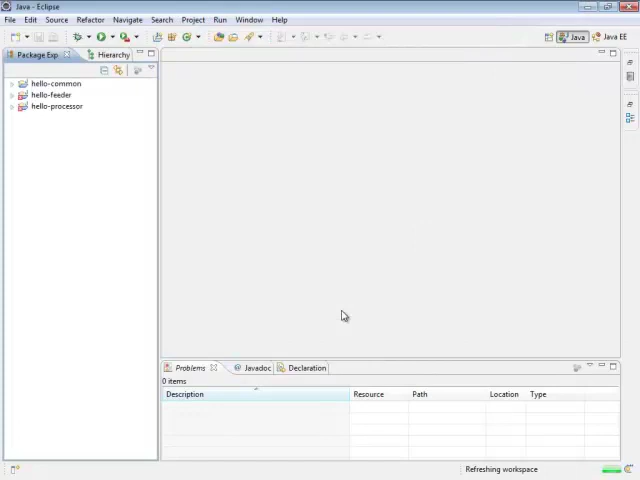 Java - Eclipse
File Edit Source Refactor Navigate Search Project Run Window Help
Java Java EE
Package Exp Hierarchy
hello-common
hello-feeder
hello-processor
Problems Javadoc Declaration
0 items
Description Resource Path Location Type
Refreshing workspace